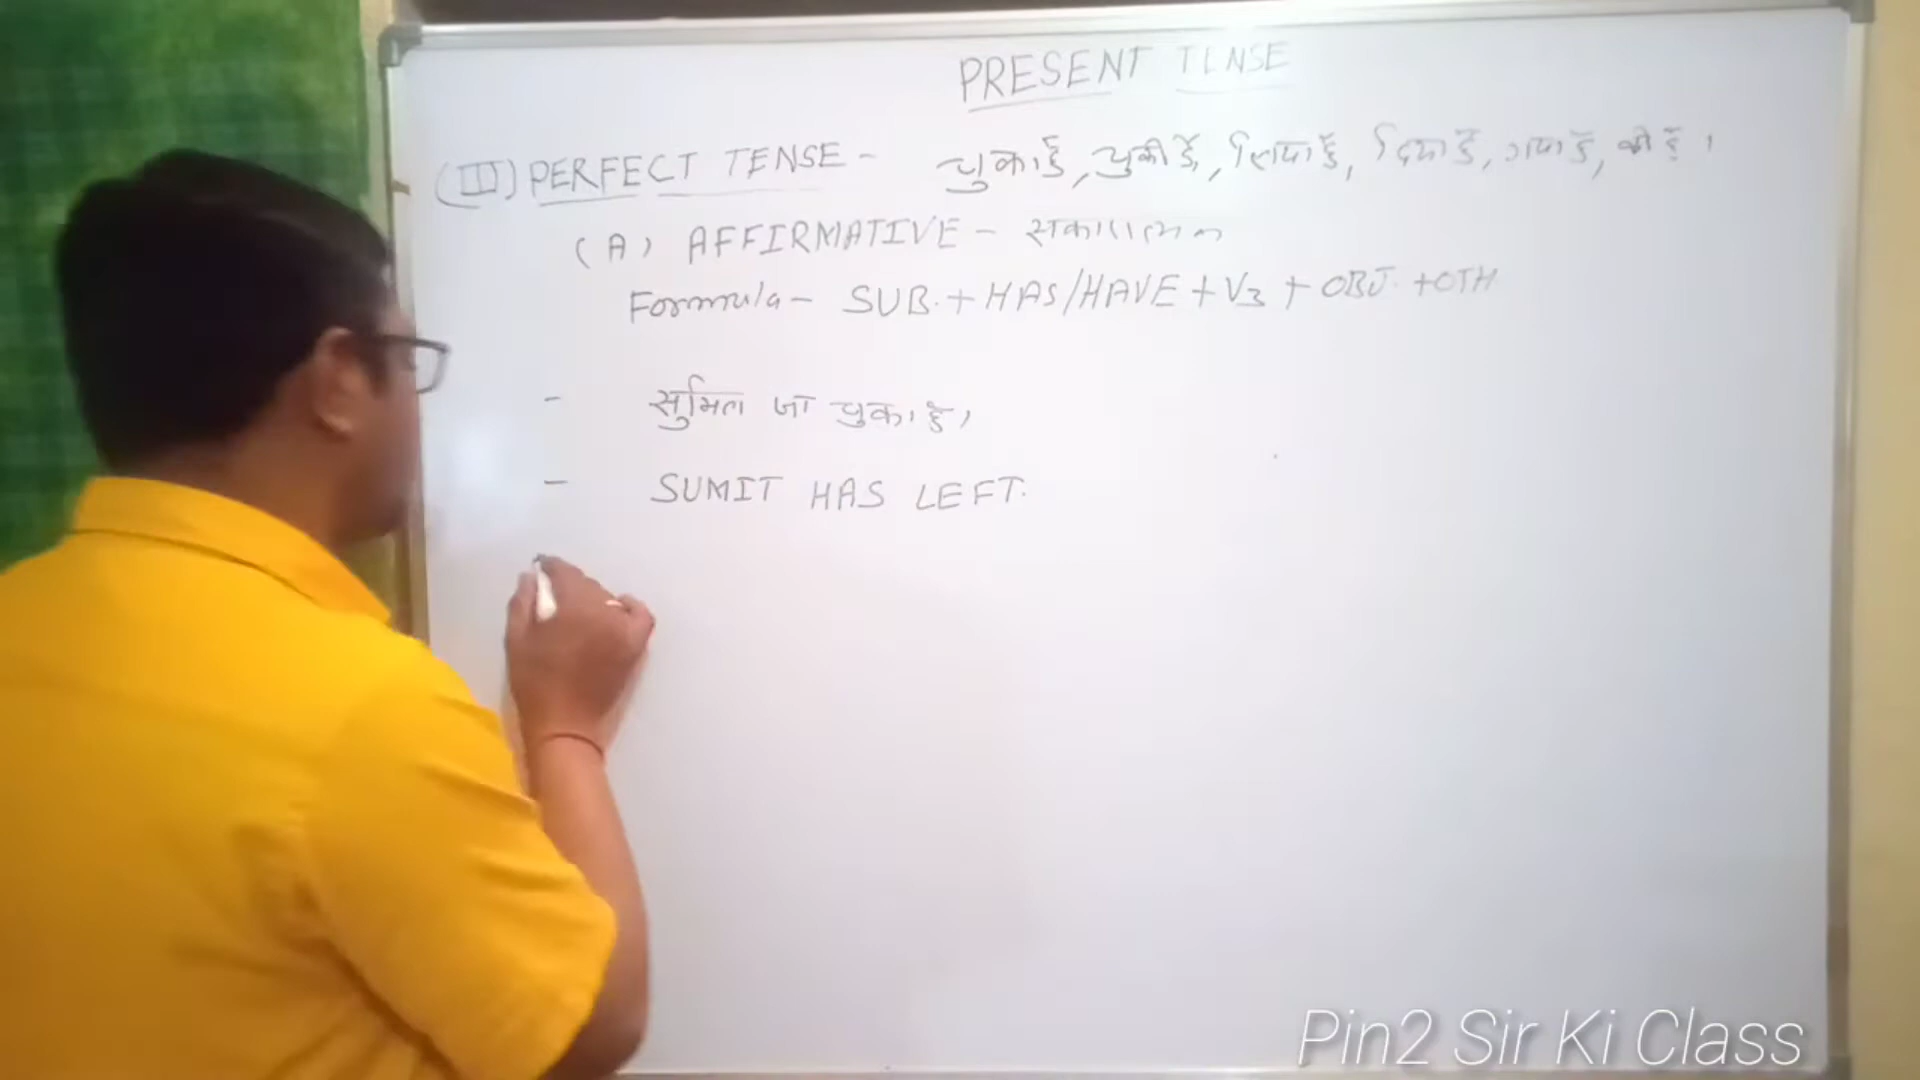 PRESENT TENSE
(III) PERFECT TENSE - चुका है, चुकी है, लिया है, दिया है, गया है, की है।
(A) AFFIRMATIVE - सकारात्मक
Formula - SUB. + HAS/HAVE + V3 + OBJ. + OTH
- सुमित जा चुका है।
- SUMIT HAS LEFT.
Pin2 Sir Ki Class